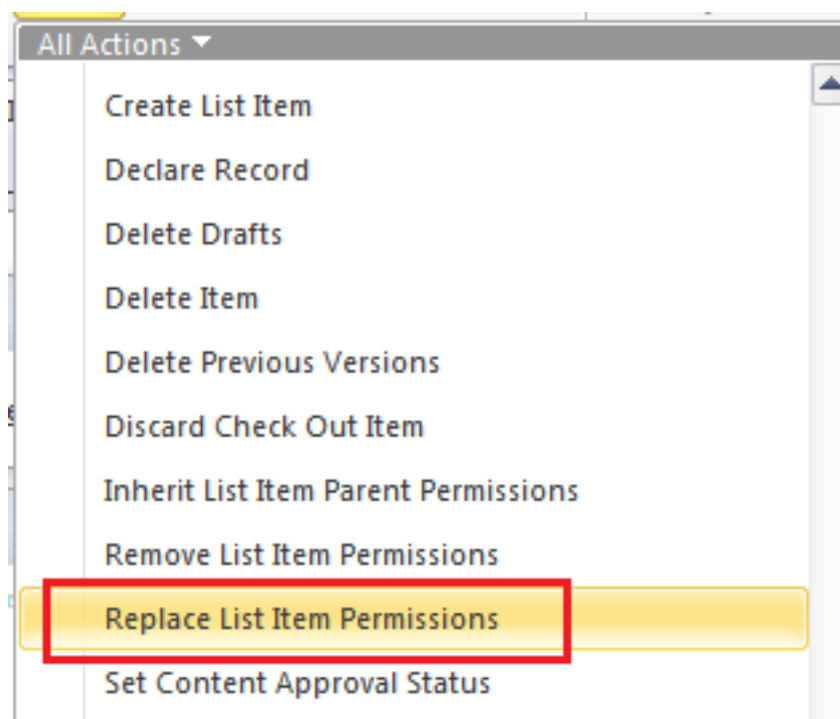 All Actions
Create List Item
Declare Record
Delete Drafts
Delete Item
Delete Previous Versions
Discard Check Out Item
Inherit List Item Parent Permissions
Remove List Item Permissions
Replace List Item Permissions
Set Content Approval Status